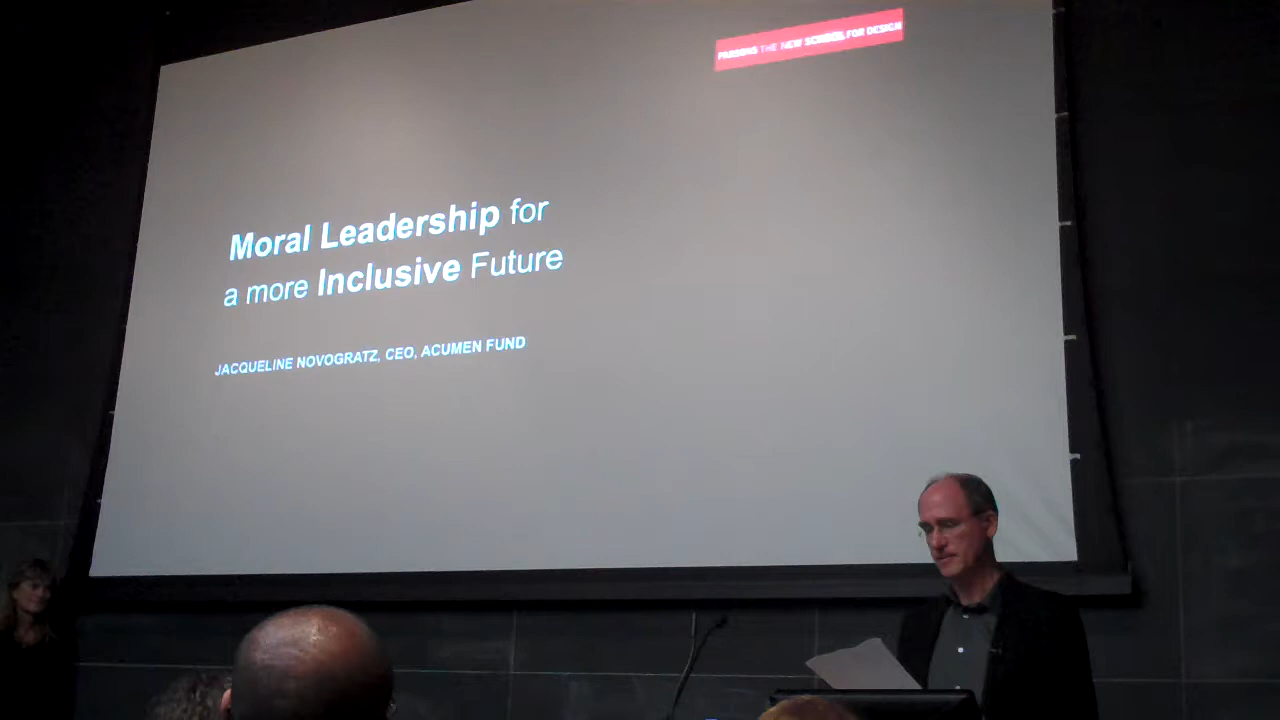 PARSONS THE NEW SCHOOL FOR DESIGN
Moral Leadership for
a more Inclusive Future
JACQUELINE NOVOGRATZ, CEO, ACUMEN FUND